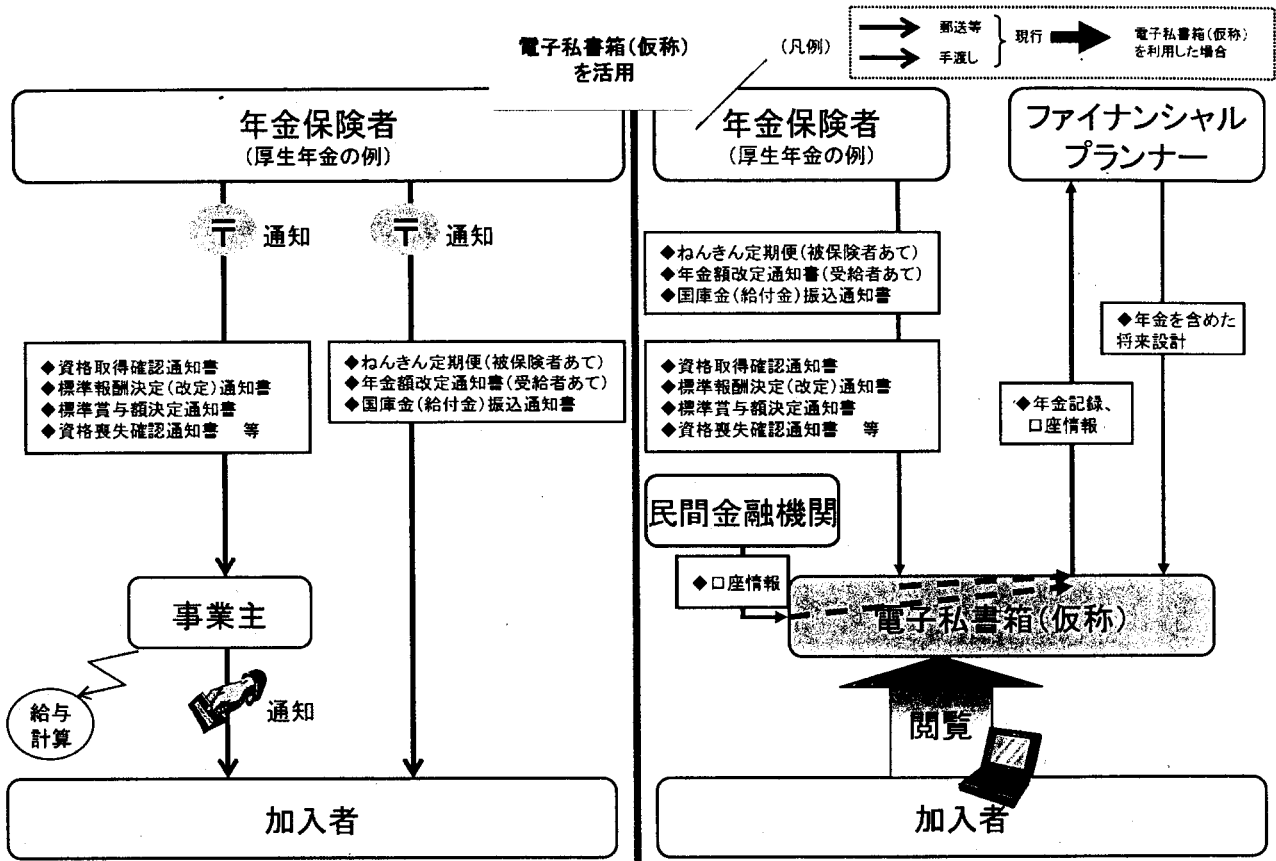 電子私書箱(仮称)
を活用
(凡例)
郵送等
手渡し
現行
電子私書箱(仮称)
を利用した場合
年金保険者
(厚生年金の例)
〒 通知
〒 通知
◆資格取得確認通知書
◆標準報酬決定(改定)通知書
◆標準賞与額決定通知書
◆資格喪失確認通知書 等
◆ねんきん定期便(被保険者あて)
◆年金額改定通知書(受給者あて)
◆国庫金(給付金)振込通知書
事業主
給与
計算
通知
加入者
年金保険者
(厚生年金の例)
ファイナンシャル
プランナー
◆ねんきん定期便(被保険者あて)
◆年金額改定通知書(受給者あて)
◆国庫金(給付金)振込通知書
◆資格取得確認通知書
◆標準報酬決定(改定)通知書
◆標準賞与額決定通知書
◆資格喪失確認通知書 等
◆年金を含めた
将来設計
◆年金記録、
口座情報
民間金融機関
◆口座情報
電子私書箱(仮称)
閲覧
加入者